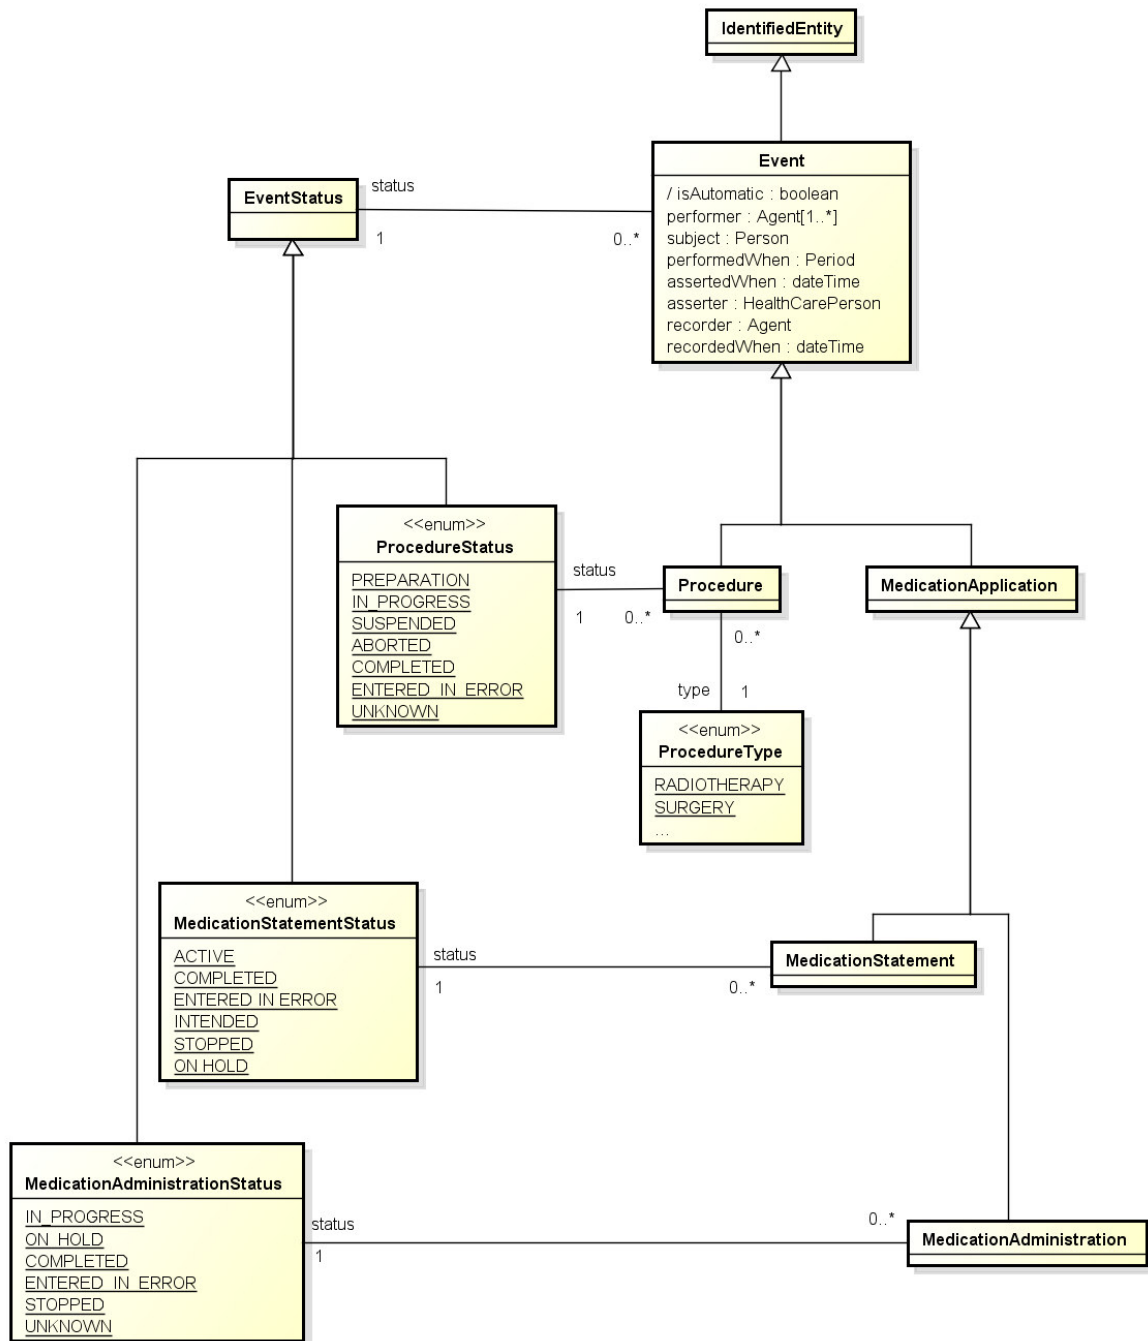 IdentifiedEntity
Event
/ isAutomatic : boolean
performer : Agent[1..*]
subject : Person
performedWhen : Period
assertedWhen : dateTime
asserter : HealthCarePerson
recorder : Agent
recordedWhen : dateTime
EventStatus
status
1
0..*
<<enum>>
ProcedureStatus
PREPARATION
IN_PROGRESS
SUSPENDED
ABORTED
COMPLETED
ENTERED_IN_ERROR
UNKNOWN
status
1
0..*
Procedure
MedicationApplication
0..*
type
1
<<enum>>
ProcedureType
RADIOTHERAPY
SURGERY
...
<<enum>>
MedicationStatementStatus
ACTIVE
COMPLETED
ENTERED IN ERROR
INTENDED
STOPPED
ON HOLD
status
1
0..*
MedicationStatement
<<enum>>
MedicationAdministrationStatus
IN_PROGRESS
ON_HOLD
COMPLETED
ENTERED_IN_ERROR
STOPPED
UNKNOWN
status
1
0..*
MedicationAdministration